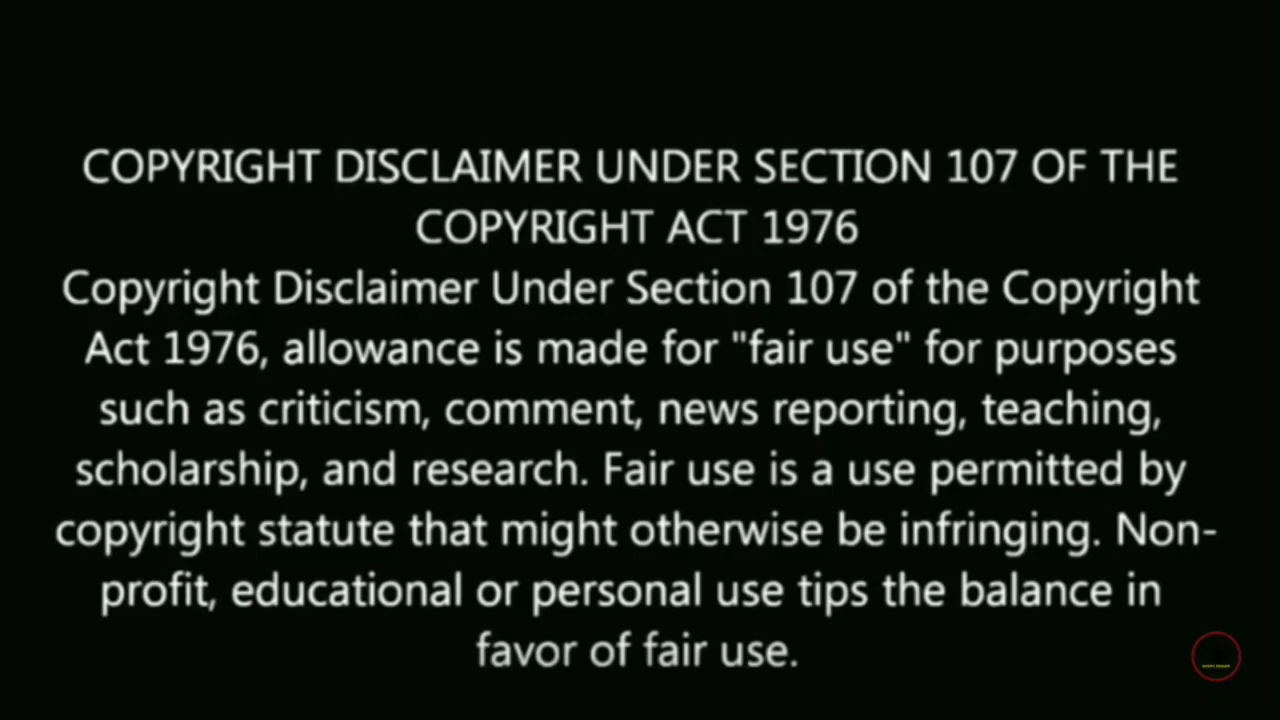 COPYRIGHT DISCLAIMER UNDER SECTION 107 OF THE
COPYRIGHT ACT 1976
Copyright Disclaimer Under Section 107 of the Copyright
Act 1976, allowance is made for "fair use" for purposes
such as criticism, comment, news reporting, teaching,
scholarship, and research. Fair use is a use permitted by
copyright statute that might otherwise be infringing. Non-
profit, educational or personal use tips the balance in
favor of fair use.